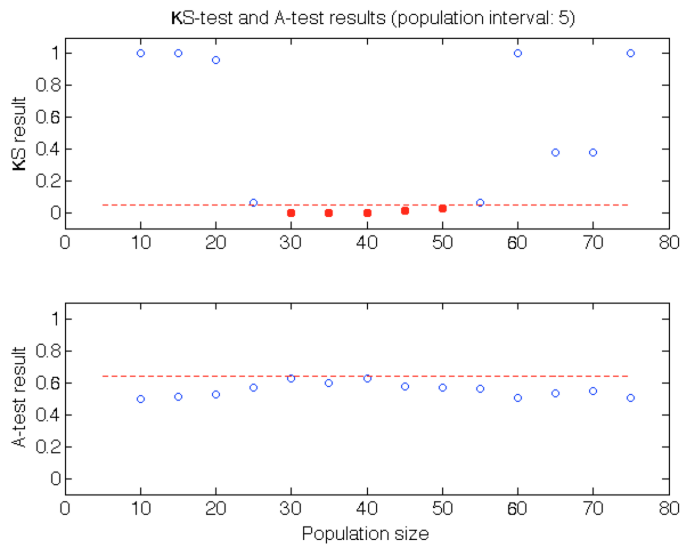 KS-test and A-test results (population interval: 5)
KS result
1
0.8
0.6
0.4
0.2
0
0 10 20 30 40 50 60 70 80
A-test result
1
0.8
0.6
0.4
0.2
0
0 10 20 30 40 50 60 70 80
Population size